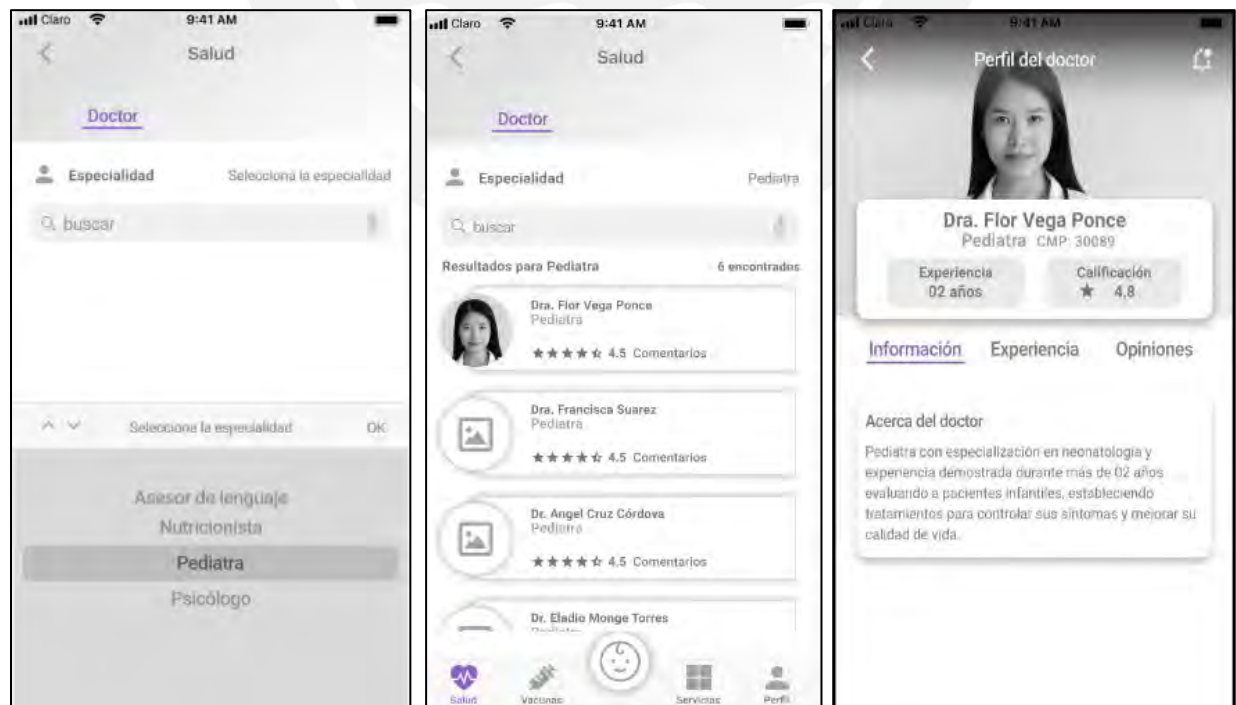 Claro 9:41 AM
Salud
Doctor
Especialidad Selecciona la especialidad
buscar
Selecciona la especialidad OK
Asesor de lenguaje
Nutricionista
Pediatra
Psicólogo
Claro 9:41 AM
Salud
Doctor
Especialidad Pediatra
buscar
Resultados para Pediatra 6 encontrados
Dra. Flor Vega Ponce
Pediatra
4.5 Comentarios
Dra. Francisca Suarez
Pediatra
4.5 Comentarios
Dr. Angel Cruz Córdova
Pediatra
4.5 Comentarios
Dr. Eladio Monge Torres
Pediatra
Salud Vacunas Servicios Perfil
Claro 9:41 AM
Perfil del doctor
Dra. Flor Vega Ponce
Pediatra CMP: 30089
Experiencia Calificación
02 años 4,8
Información Experiencia Opiniones
Acerca del doctor
Pediatra con especialización en neonatología y
experiencia demostrada durante más de 02 años
evaluando a pacientes infantiles, estableciendo
tratamientos para controlar sus síntomas y mejorar su
calidad de vida.